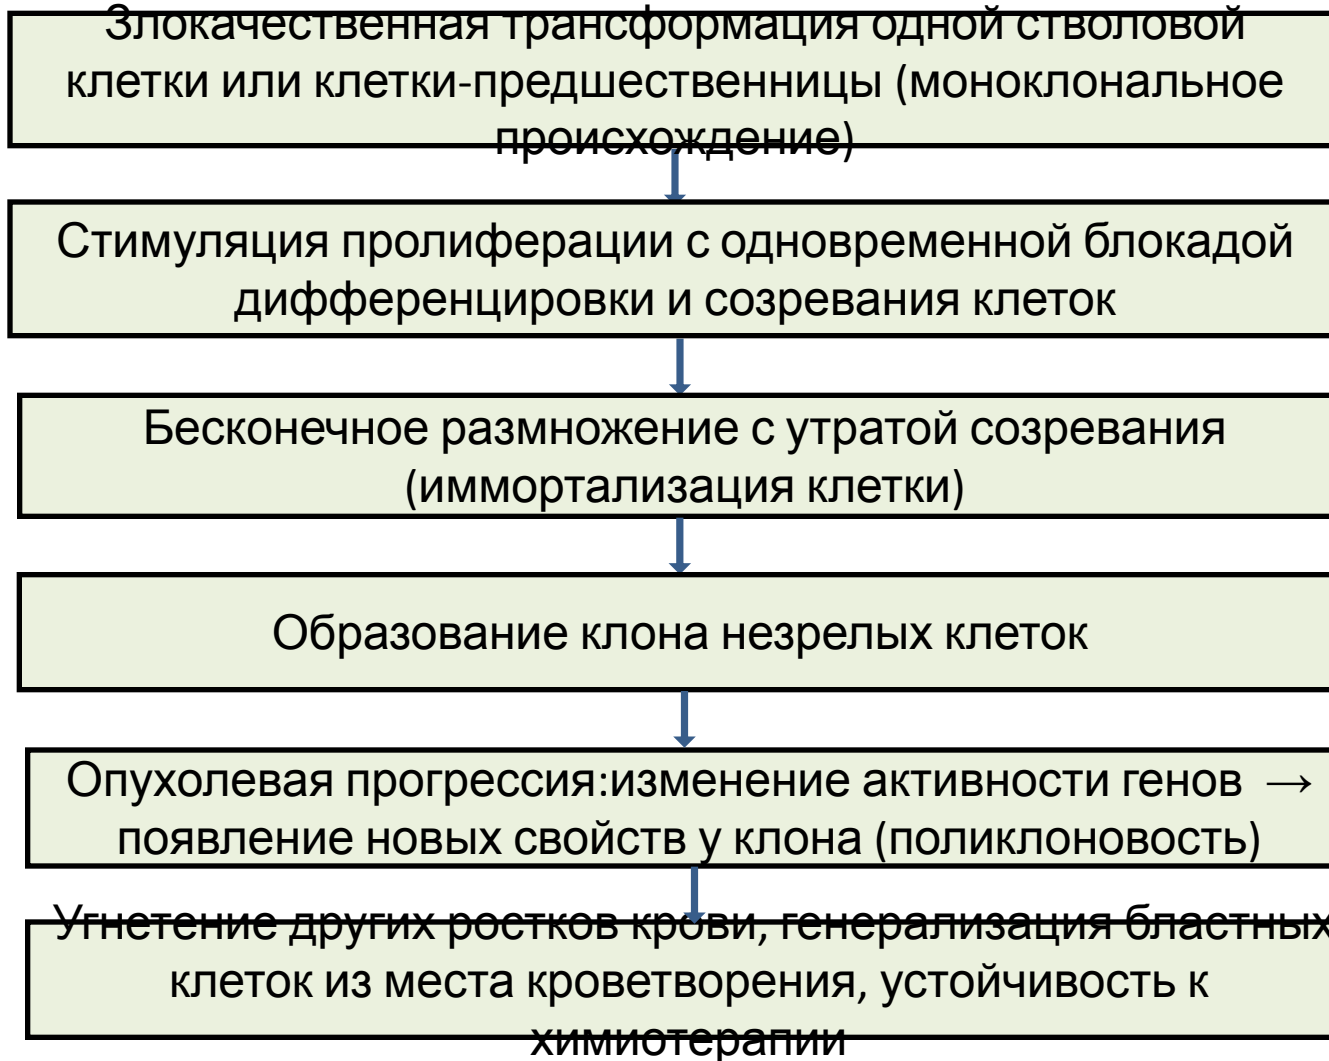 Злокачественная трансформация одной стволовой
клетки или клетки-предшественницы (моноклональное
происхождение)
Стимуляция пролиферации с одновременной блокадой
дифференцировки и созревания клеток
Бесконечное размножение с утратой созревания
(иммортализация клетки)
Образование клона незрелых клеток
Опухолевая прогрессия:изменение активности генов →
появление новых свойств у клона (поликлоновость)
Угнетение других ростков крови, генерализация бластных
клеток из места кроветворения, устойчивость к
химиотерапии